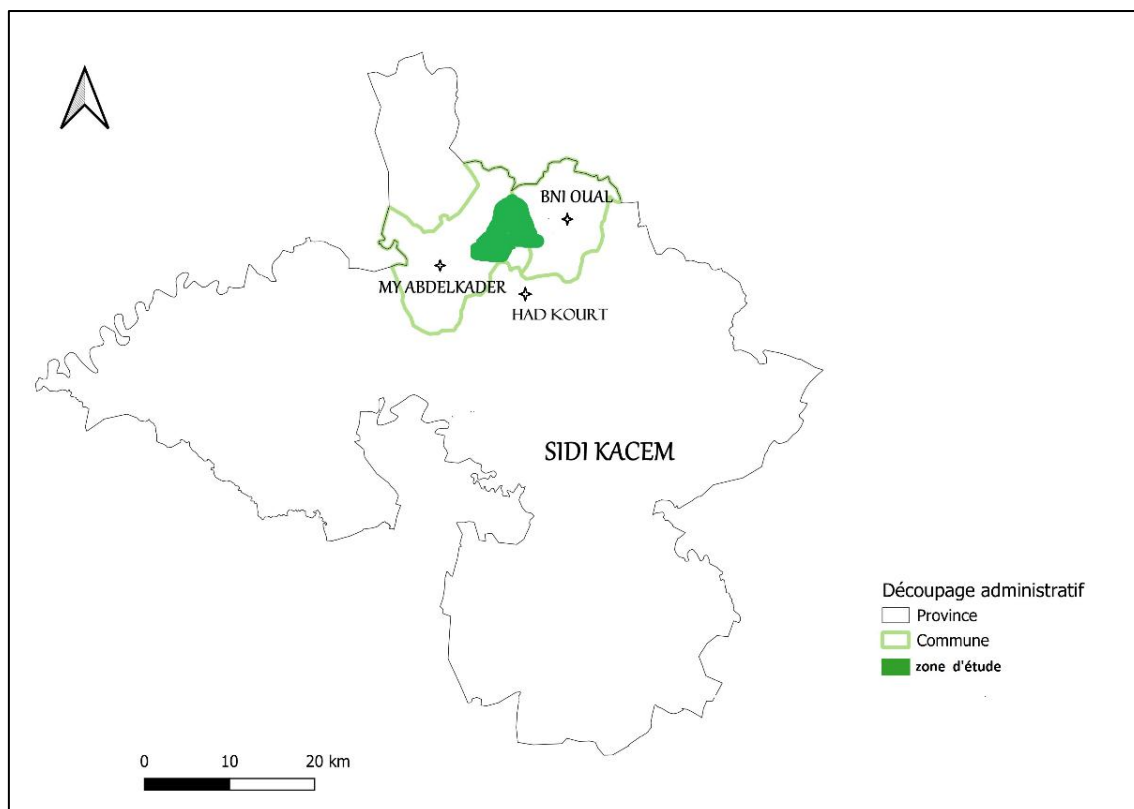 BNI OUAL
MY ABDELKADER
HAD KOURT
SIDI KACEM
Découpage administratif
Province
Commune
zone d'étude
0 10 20 km